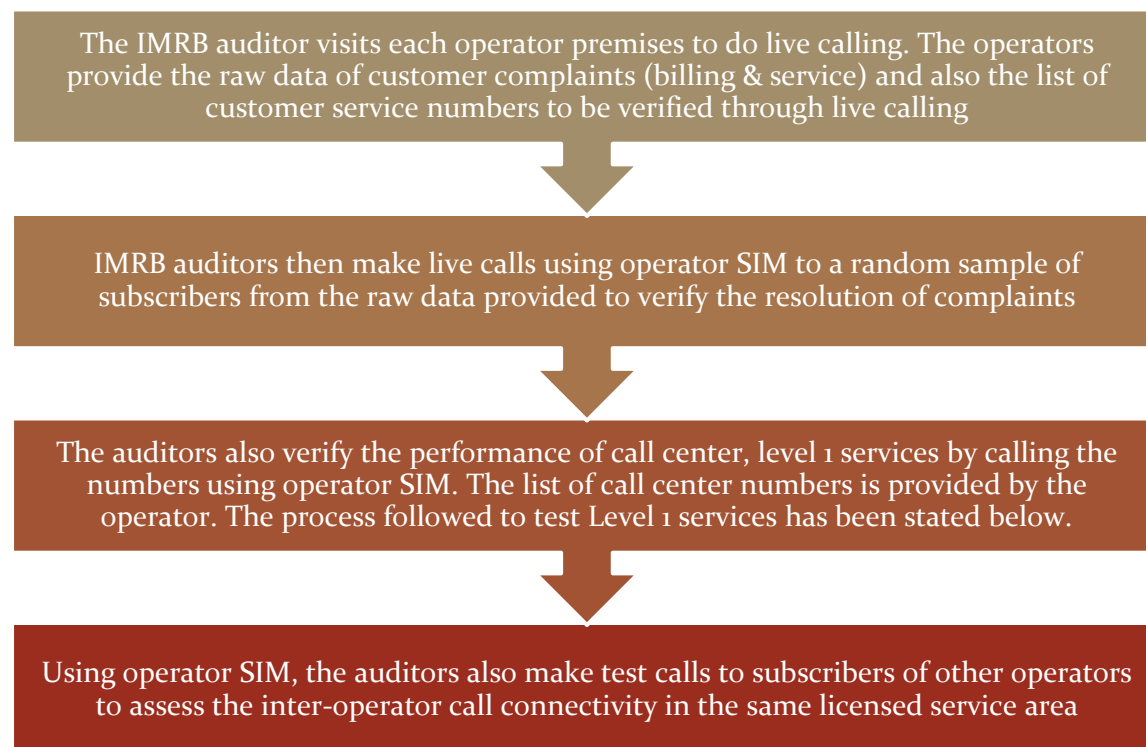 The IMRB auditor visits each operator premises to do live calling. The operators
provide the raw data of customer complaints (billing & service) and also the list of
customer service numbers to be verified through live calling
IMRB auditors then make live calls using operator SIM to a random sample of
subscribers from the raw data provided to verify the resolution of complaints
The auditors also verify the performance of call center, level 1 services by calling the
numbers using operator SIM. The list of call center numbers is provided by the
operator. The process followed to test Level 1 services has been stated below.
Using operator SIM, the auditors also make test calls to subscribers of other operators
to assess the inter-operator call connectivity in the same licensed service area